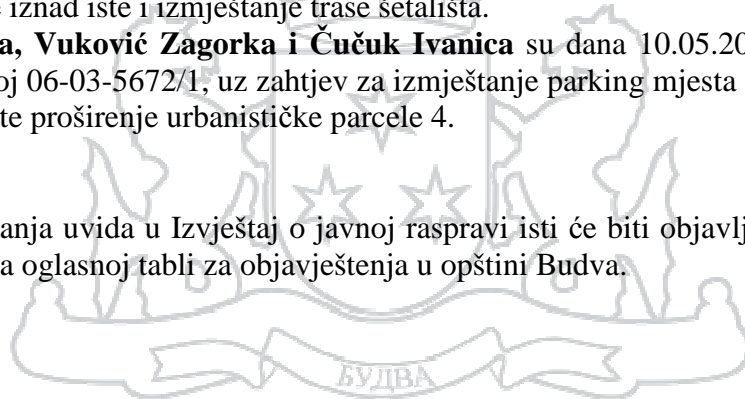 iznad iste i izmještanje trase šetališta.
a, Vuković Zagorka i Čučuk Ivanica su dana 10.05.20
oj 06-03-5672/1, uz zahtjev za izmještanje parking mjesta
te proširenje urbanističke parcele 4.
anja uvida u Izvještaj o javnoj raspravi isti će biti objavlj
a oglasnoj tabli za objavještenja u opštini Budva.
БУДВА